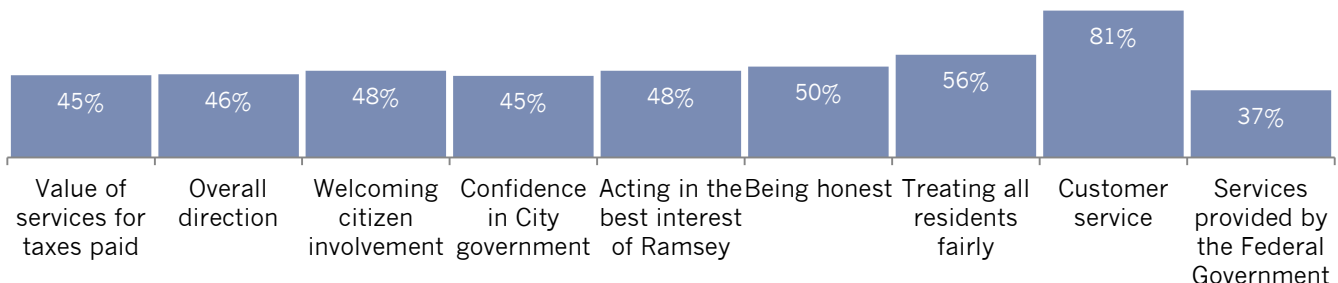 45%
46%
48%
45%
48%
50%
56%
81%
37%
Value of
services for
taxes paid
Overall
direction
Welcoming
citizen
involvement
Confidence
in City
government
Acting in the
best interest
of Ramsey
Being honest
Treating all
residents
fairly
Customer
service
Services
provided by
the Federal
Government